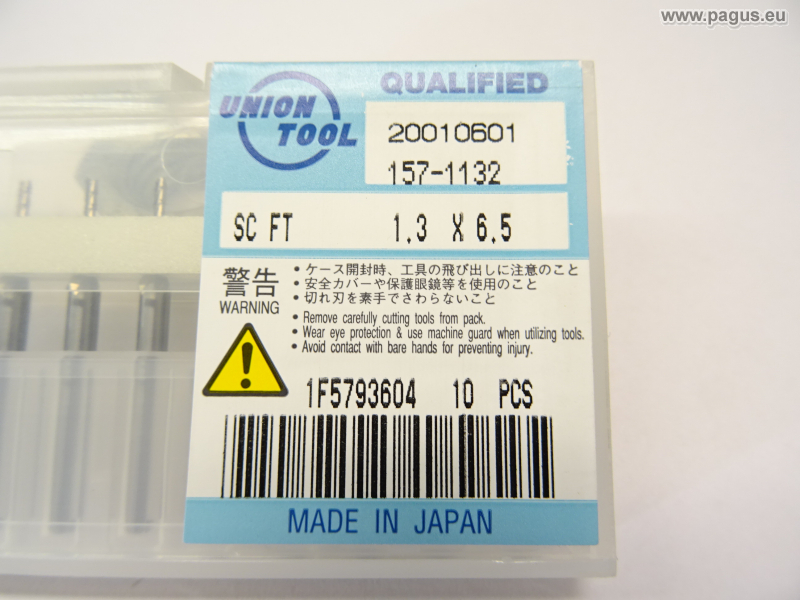 www.pagus.eu
QUALIFIED
UNION
TOOL
20010601
157-1132
SC FT 1.3 X 6.5
警告
WARNING
・ケース開封時、工具の飛び出しに注意のこと
・安全カバーや保護眼鏡等を使用のこと
・切れ刃を素手でさわらないこと
• Remove carefully cutting tools from pack.
• Wear eye protection & use machine guard when utilizing tools.
• Avoid contact with bare hands for preventing injury.
1F5793604 10 PCS
MADE IN JAPAN